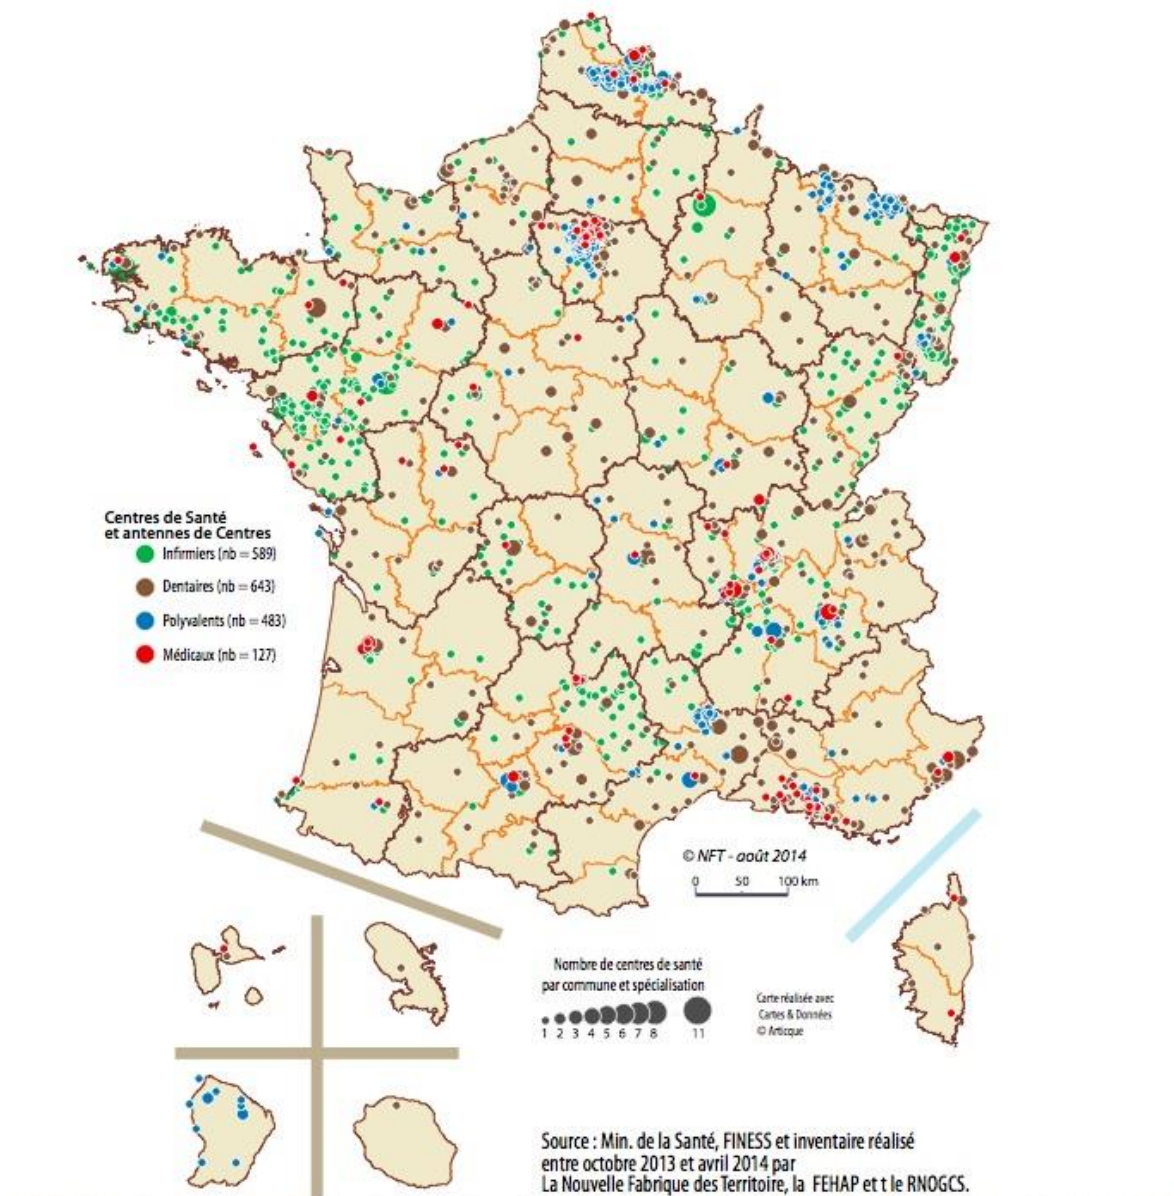 Centres de Santé
et antennes de Centres
Infirmiers (nb = 589)
Dentaires (nb = 643)
Polyvalents (nb = 483)
Médicaux (nb = 127)
© NFT - août 2014
0 50 100 km
Nombre de centres de santé
par commune et spécialisation
1 2 3 4 5 6 7 8 11
Carte réalisée avec
Cartes & Données
© Articque
Source : Min. de la Santé, FINESS et inventaire réalisé
entre octobre 2013 et avril 2014 par
La Nouvelle Fabrique des Territoire, la FEHAP et t le RNOGCS.